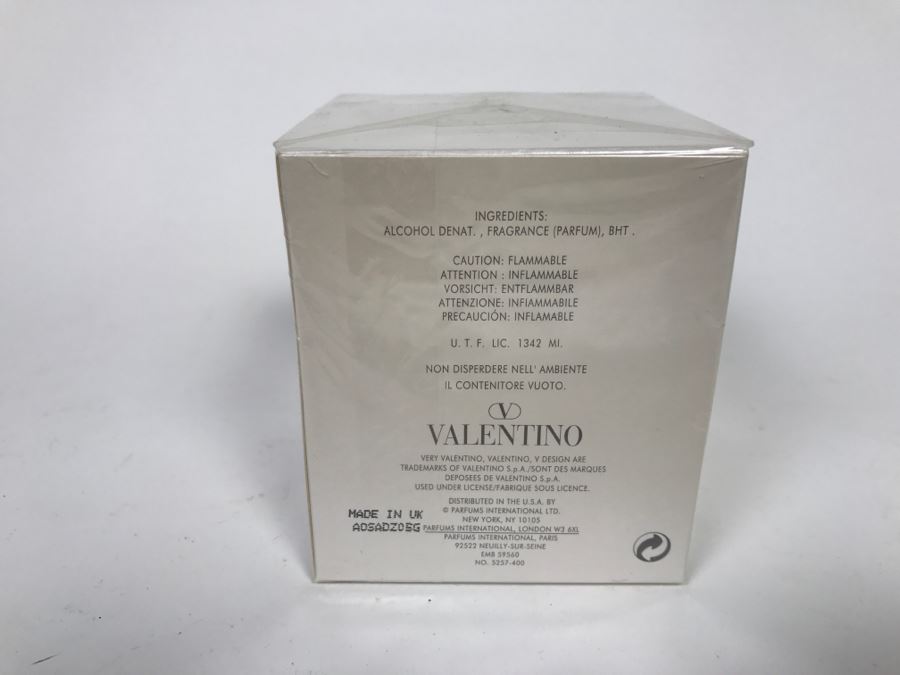 INGREDIENTS:
ALCOHOL DENAT. , FRAGRANCE (PARFUM), BHT .
CAUTION: FLAMMABLE
ATTENTION : INFLAMMABLE
VORSICHT: ENTFLAMMBAR
ATTENZIONE: INFIAMMABILE
PRECAUCIÓN: INFLAMABLE
U. T. F. LIC. 1342 MI.
NON DISPERDERE NELL' AMBIENTE
IL CONTENITORE VUOTO.
V
VALENTINO
VERY VALENTINO, VALENTINO, V DESIGN ARE
TRADEMARKS OF VALENTINO S.p.A./SONT DES MARQUES
DEPOSEES DE VALENTINO S.p.A.
USED UNDER LICENSE/FABRIQUE SOUS LICENCE.
DISTRIBUTED IN THE U.S.A. BY
© PARFUMS INTERNATIONAL LTD.
NEW YORK, NY 10105
PARFUMS INTERNATIONAL, LONDON W3 6XL
PARFUMS INTERNATIONAL, PARIS
92522 NEUILLY-SUR-SEINE
EMB 59560
NO. 5257-400
MADE IN UK
AOSADZOBG